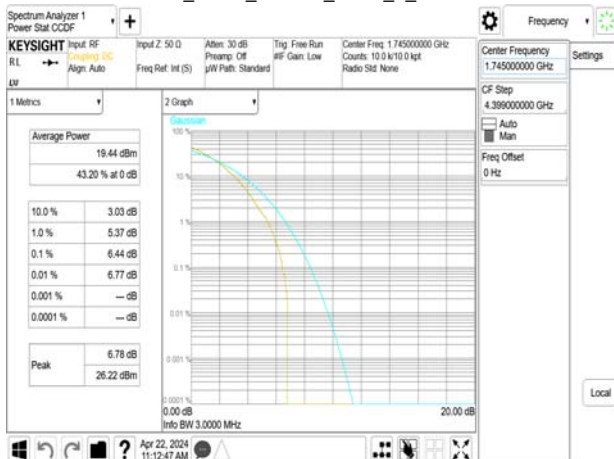 Spectrum Analyzer 1
Power Stat CCDF
Frequency
KEYSIGHT
RL
Input: RF
Coupling: DC
Align: Auto
Input Z: 50 Ω
Freq Ref: Int (S)
Atten: 30 dB
Preamp: Off
µW Path: Standard
Trig: Free Run
#IF Gain: Low
Center Freq: 1.745000000 GHz
Counts: 10.0 k/10.0 kpt
Radio Std: None
Center Frequency
1.745000000 GHz
Settings
CF Step
4.399000000 GHz
Auto
Man
Freq Offset
0 Hz
Local
1 Metrics
Average Power
19.44 dBm
43.20 % at 0 dB
10.0 % 3.03 dB
1.0 % 5.37 dB
0.1 % 6.44 dB
0.01 % 6.77 dB
0.001 % --- dB
0.0001 % --- dB
Peak
6.78 dB
26.22 dBm
2 Graph
Gaussian
100 %
10 %
1 %
0.1 %
0.01 %
0.001 %
0.0001 %
0.00 dB 20.00 dB
Info BW 3.0000 MHz
?
Apr 22, 2024
11:12:47 AM